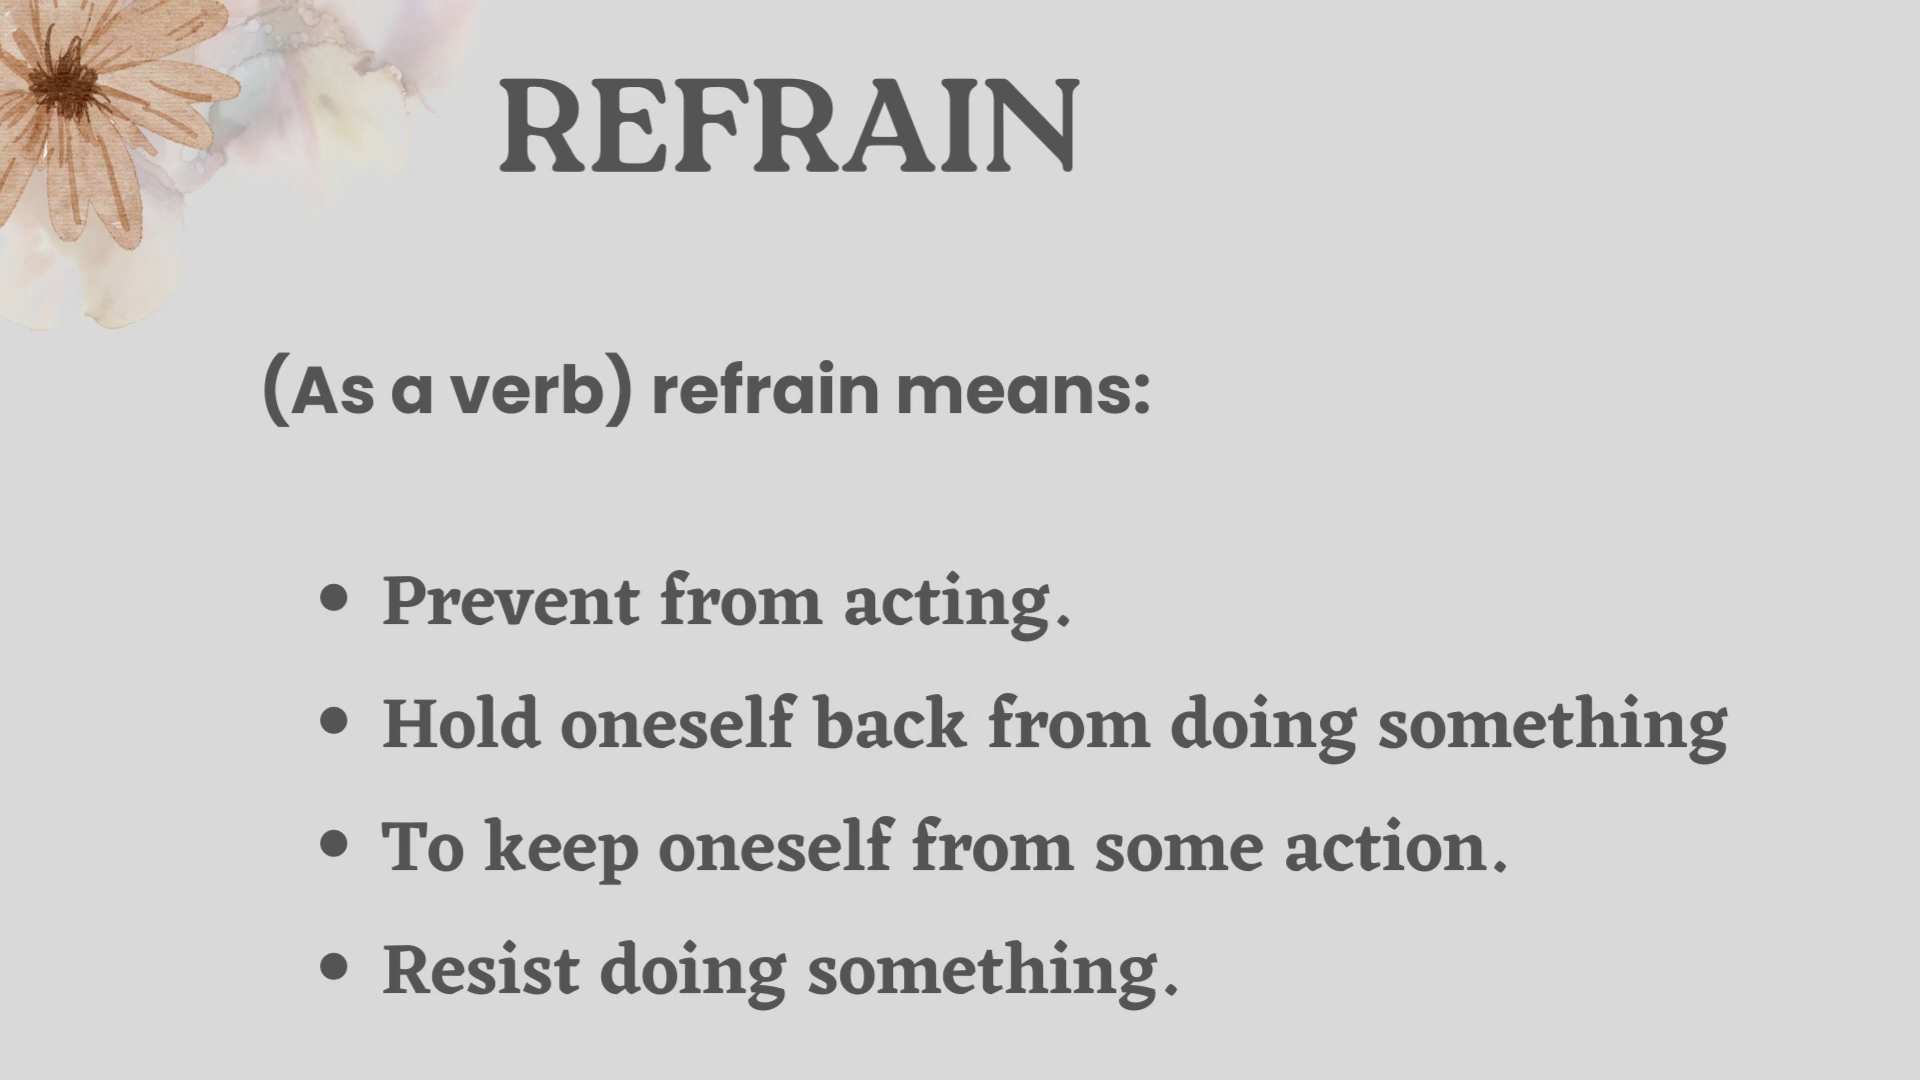 REFRAIN
(As a verb) refrain means:
• Prevent from acting.
• Hold oneself back from doing something
• To keep oneself from some action.
• Resist doing something.